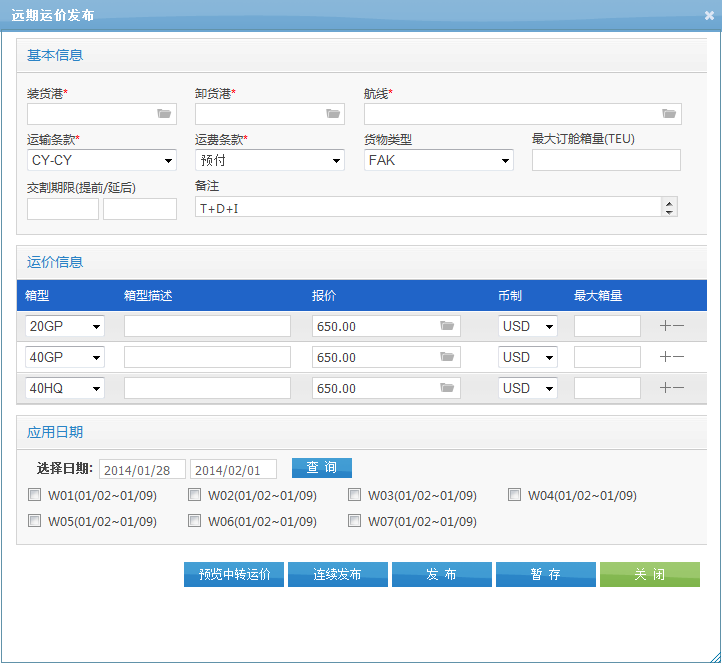 远期运价发布
基本信息
装货港* 卸货港* 航线*
运输条款* 运费条款* 货物类型 最大订舱箱量(TEU)
CY-CY 预付 FAK
交割期限(提前/延后) 备注
T+D+I
运价信息
箱型 箱型描述 报价 币制 最大箱量
20GP 650.00 USD
40GP 650.00 USD
40HQ 650.00 USD
应用日期
选择日期: 2014/01/28 2014/02/01 查 询
W01(01/02~01/09) W02(01/02~01/09) W03(01/02~01/09) W04(01/02~01/09)
W05(01/02~01/09) W06(01/02~01/09) W07(01/02~01/09)
预览中转运价 连续发布 发 布 暂 存 关 闭